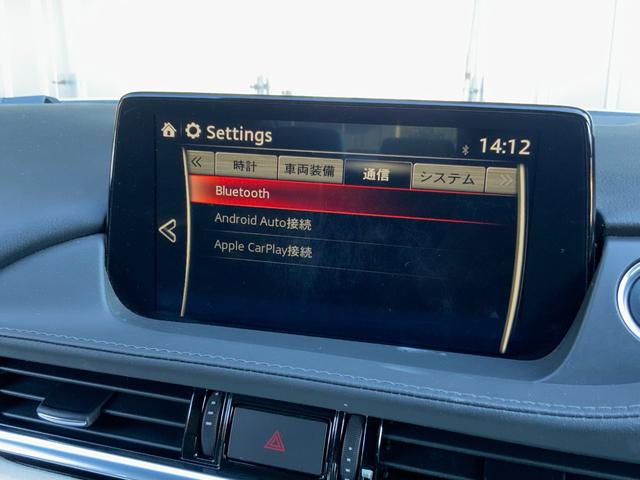 Settings
14:12
≪ 時計 車両装備 通信 システム ≫
Bluetooth
Android Auto接続
Apple CarPlay接続